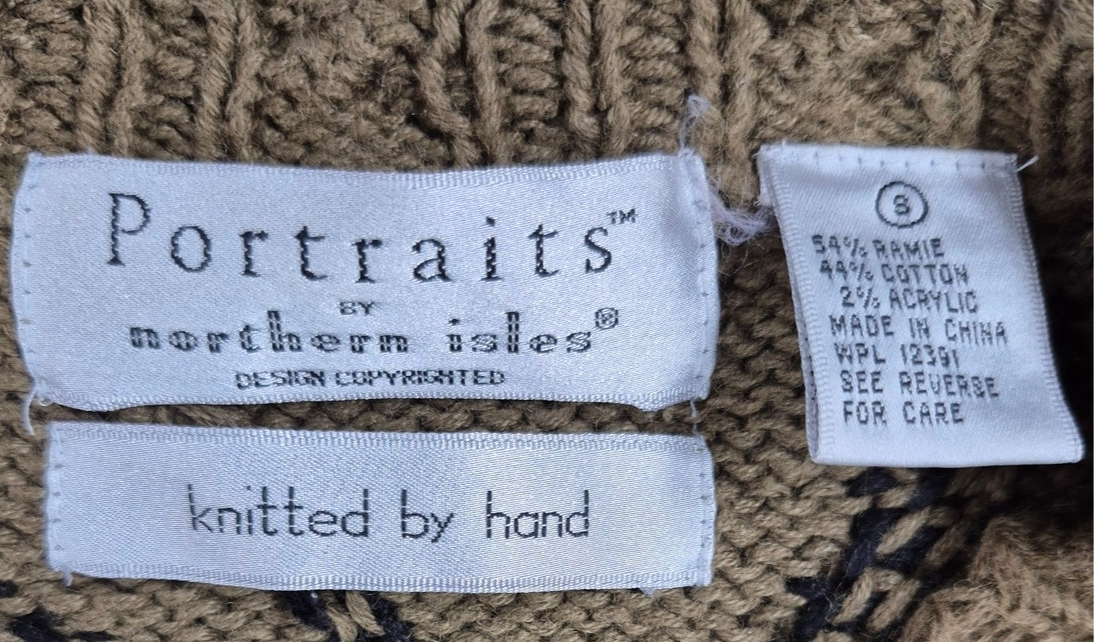 Portraits™
BY
northern isles®
DESIGN COPYRIGHTED
knitted by hand
S
54% RAMIE
44% COTTON
2% ACRYLIC
MADE IN CHINA
WPL 12391
SEE REVERSE
FOR CARE